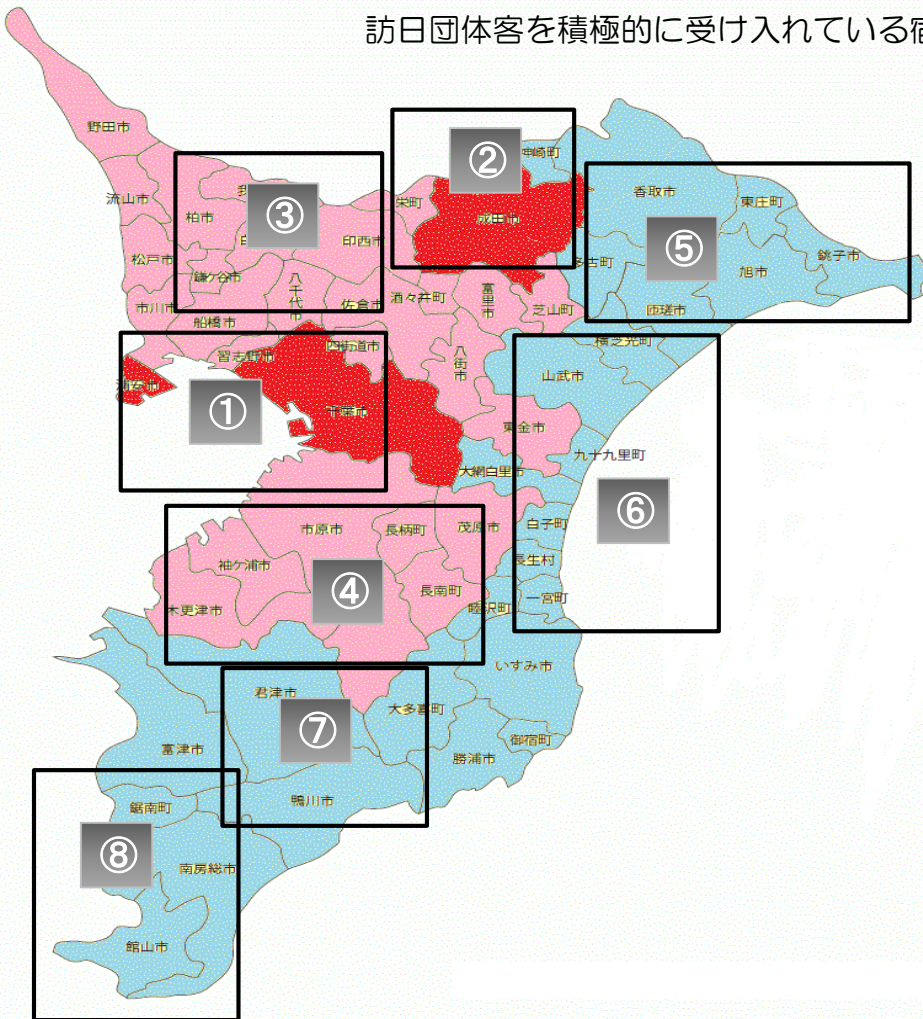 訪日団体客を積極的に受け入れている
野田市
②
神崎町
流山市
柏市
③
印西市
栄町
成田市
香取市
東庄町
⑤
銚子市
旭市
松戸市
鎌ケ谷市
八千代市
佐倉市
酒々井町
富里市
多古町
芝山町
匝瑳市
市川市
船橋市
習志野市
四街道市
八街市
横芝光町
山武市
浦安市
①
千葉市
東金市
九十九里町
大網白里市
⑥
市原市
長柄町
茂原市
白子町
袖ケ浦市
④
長南町
長生村
木更津市
睦沢町
一宮町
いすみ市
君津市
⑦
大多喜町
富津市
勝浦市
御宿町
鴨川市
鋸南町
⑧
南房総市
館山市